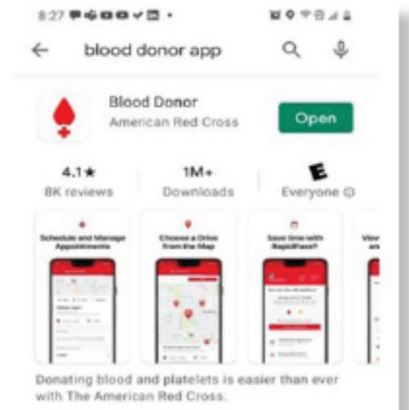 8:27
blood donor app
Blood Donor
American Red Cross
Open
4.1★
8K reviews
1M+
Downloads
E
Everyone
Schedule and Manage
Appointments
Choose a Drive
from the Map
Save time with
RapidPass®
View
Donating blood and platelets is easier than ever
with The American Red Cross.